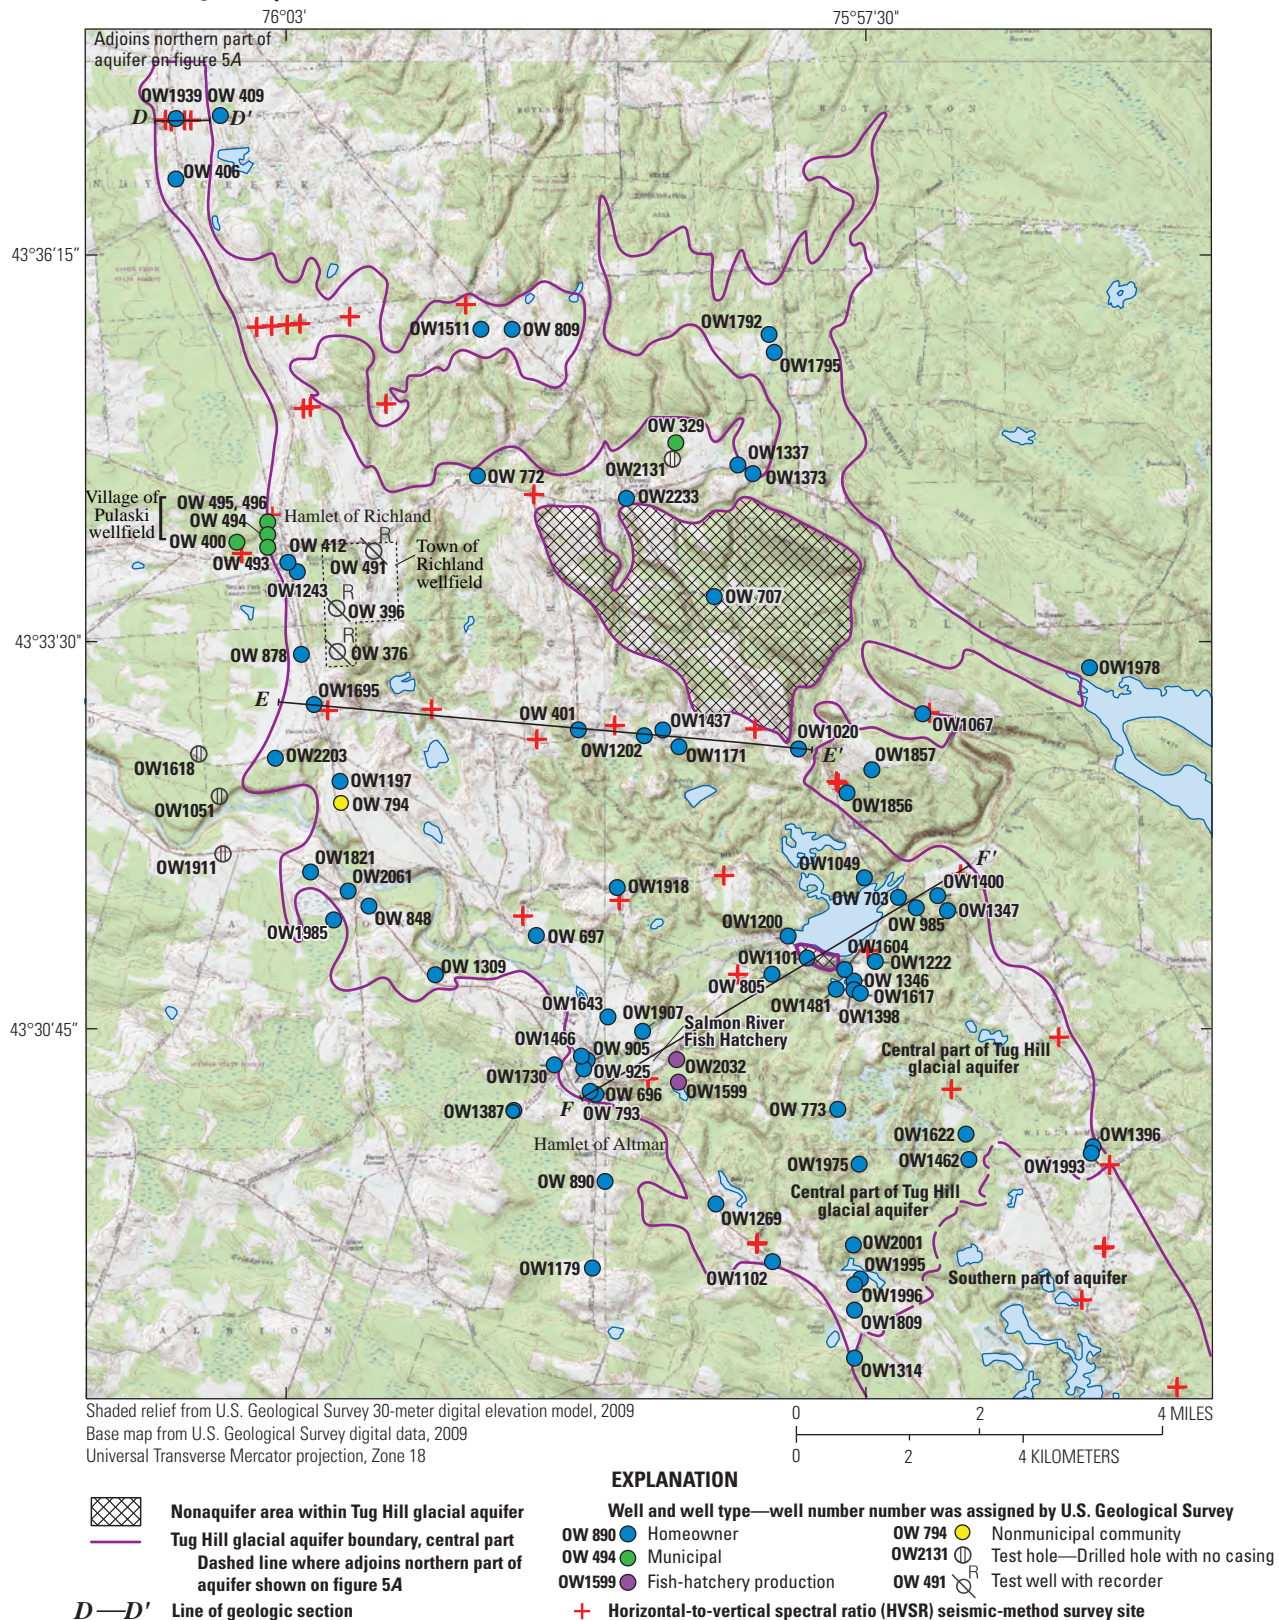 76°03'
75°57'30"
Adjoins northern part of
aquifer on figure 5A
OW1939
OW 409
D
D'
OW 406
43°36'15"
OW1511
OW 809
OW1792
OW1795
OW 329
OW2131
OW1337
OW1373
OW 772
OW2233
Village of
Pulaski
wellfield
OW 495, 496
OW 494
OW 400
OW 493
Hamlet of Richland
OW 412
R
OW 491
Town of
Richland
wellfield
OW1243
R
OW 396
OW 707
43°33'30"
R
OW 878
OW 376
OW1978
E
OW1695
OW 401
OW1437
OW1020
OW1067
OW1202
OW1171
E'
OW2203
OW1618
OW1857
OW1197
OW1051
OW 794
OW1856
OW1911
OW1821
OW2061
OW1049
F'
OW1400
OW1918
OW 703
OW1347
OW 985
OW 848
OW1985
OW 697
OW1200
OW1604
OW1101
OW1222
OW 1309
OW 805
OW 1346
OW1481
OW1617
OW1398
OW1643
OW1907
43°30'45"
Salmon River
Fish Hatchery
OW1466
OW 905
Central part of Tug Hill
glacial aquifer
OW2032
OW 925
OW1730
OW1599
OW 696
F
OW1387
OW 793
OW 773
Hamlet of Altmar
OW1622
OW1396
OW1462
OW1993
OW1975
OW 890
Central part of Tug Hill
glacial aquifer
OW1269
OW2001
OW1179
OW1102
OW1995
Southern part of aquifer
OW1996
OW1809
OW1314
Shaded relief from U.S. Geological Survey 30-meter digital elevation model, 2009
Base map from U.S. Geological Survey digital data, 2009
Universal Transverse Mercator projection, Zone 18
0 2 4 MILES
0 2 4 KILOMETERS
EXPLANATION
Nonaquifer area within Tug Hill glacial aquifer
Tug Hill glacial aquifer boundary, central part
Dashed line where adjoins northern part of
aquifer shown on figure 5A
D—D' Line of geologic section
Well and well type—well number number was assigned by U.S. Geological Survey
OW 890 Homeowner
OW 494 Municipal
OW1599 Fish-hatchery production
OW 794 Nonmunicipal community
OW2131 Test hole—Drilled hole with no casing
OW 491 R Test well with recorder
Horizontal-to-vertical spectral ratio (HVSR) seismic-method survey site